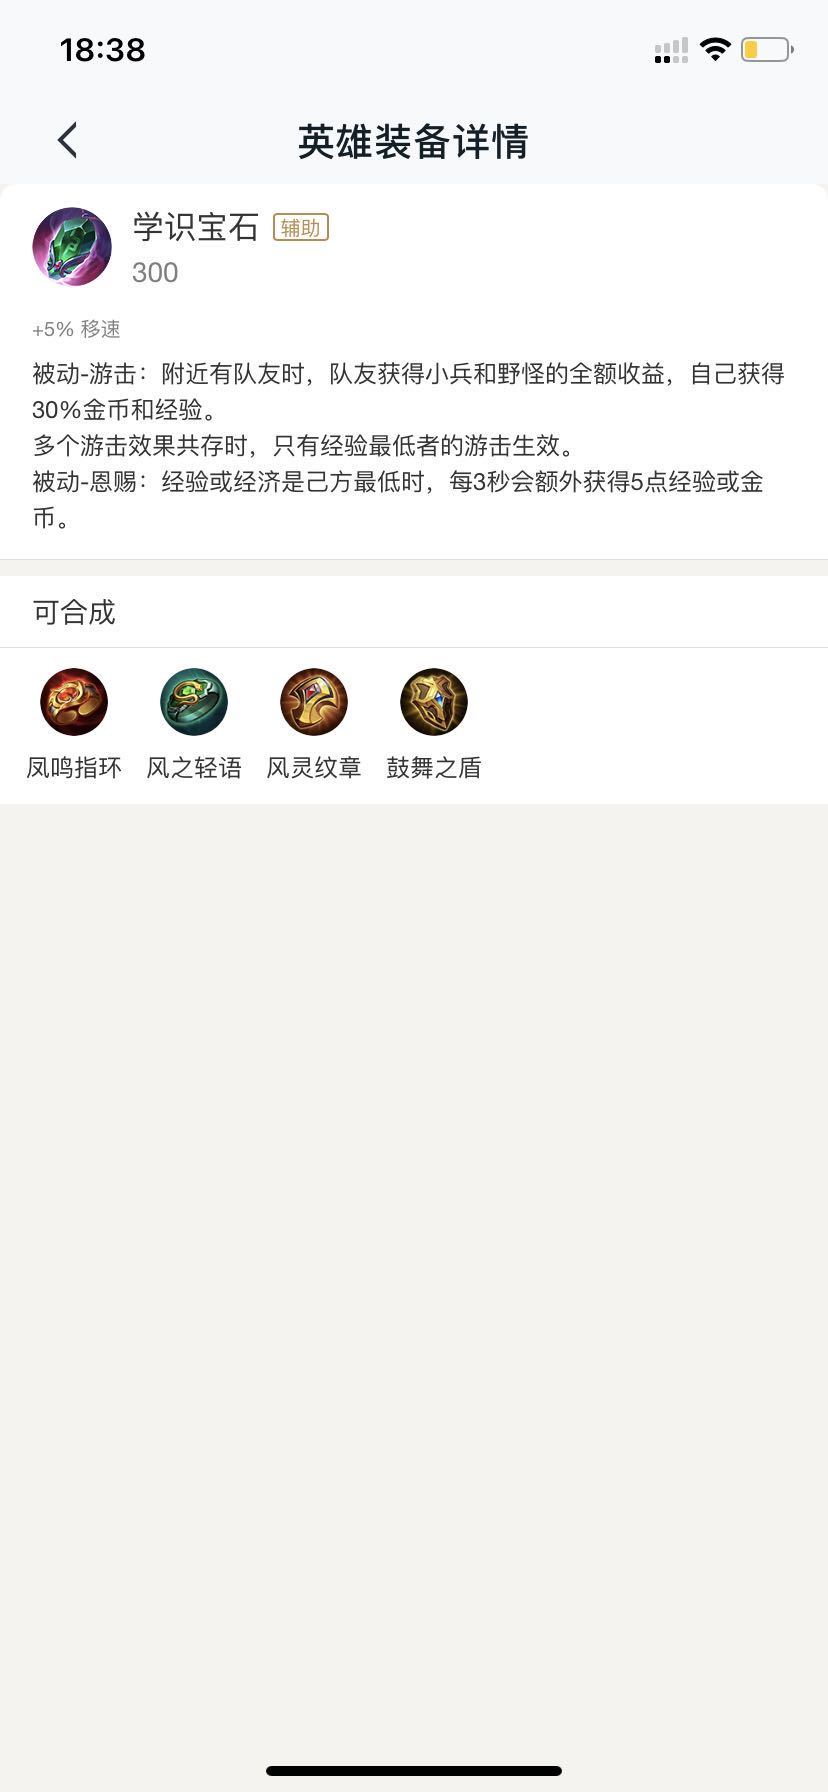 18:38
英雄装备详情
学识宝石 辅助
300
+5% 移速
被动-游击：附近有队友时，队友获得小兵和野怪的全额收益，自己获得
30%金币和经验。
多个游击效果共存时，只有经验最低者的游击生效。
被动-恩赐：经验或经济是己方最低时，每3秒会额外获得5点经验或金
币。
可合成
凤鸣指环 风之轻语 风灵纹章 鼓舞之盾